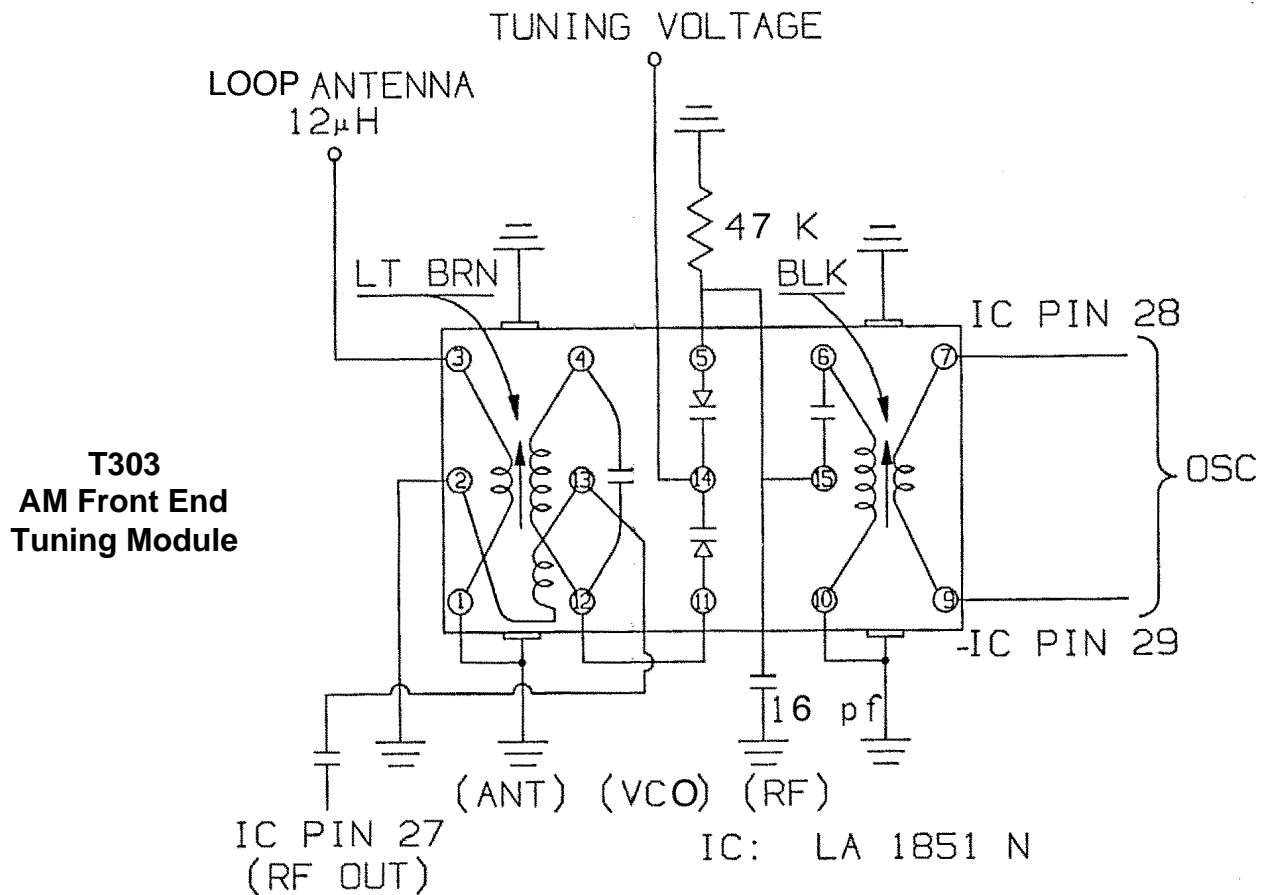 TUNING VOLTAGE
LOOP ANTENNA
12µH
47 K
LT BRN
BLK
IC PIN 28
3
4
5
6
7
T303
AM Front End
Tuning Module
2
13
14
15
OSC
1
12
11
10
9
-IC PIN 29
16 pf
(ANT) (VCO) (RF)
IC PIN 27
(RF OUT)
IC: LA 1851 N